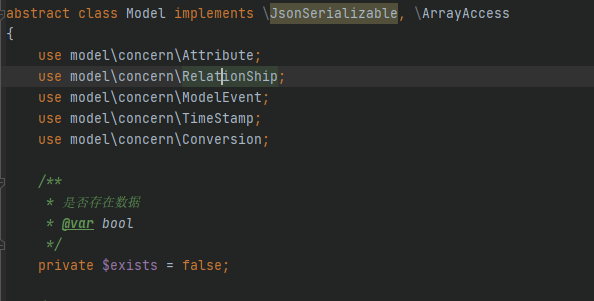 abstract class Model implements \JsonSerializable, \ArrayAccess
{
use model\concern\Attribute;
use model\concern\RelationShip;
use model\concern\ModelEvent;
use model\concern\TimeStamp;
use model\concern\Conversion;
/**
* 是否存在数据
* @var bool
*/
private $exists = false;